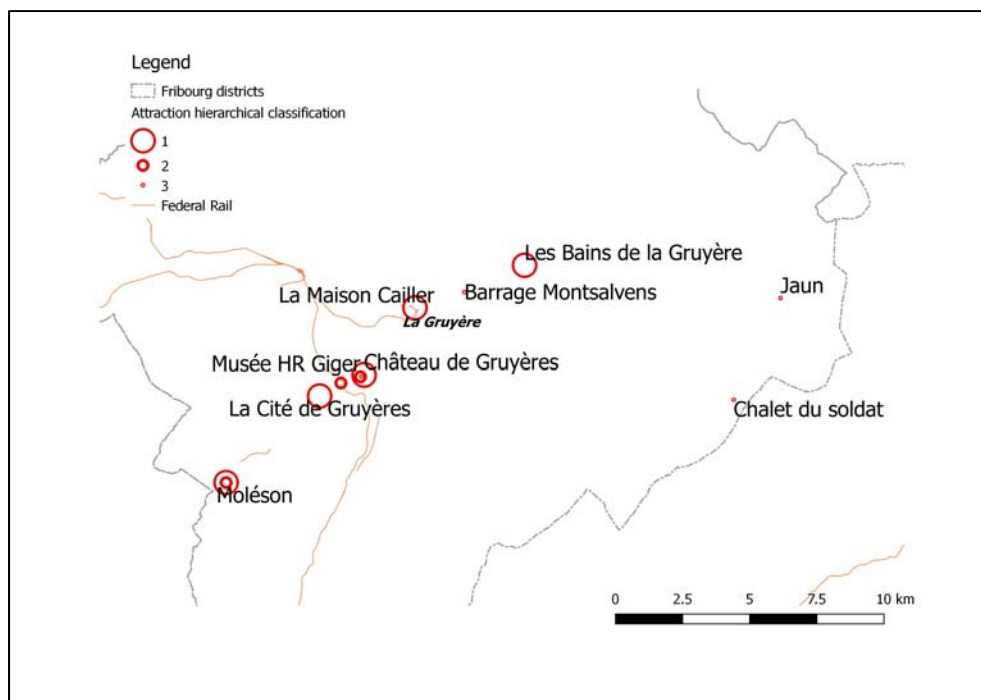 Legend
Fribourg districts
Attraction hierarchical classification
1
2
3
Federal Rail
Les Bains de la Gruyère
Jaun
La Maison Cailler
Barrage Montsalvens
La Gruyère
Musée HR Giger
Château de Gruyères
La Cité de Gruyères
Chalet du soldat
Moléson
0 2.5 5 7.5 10 km